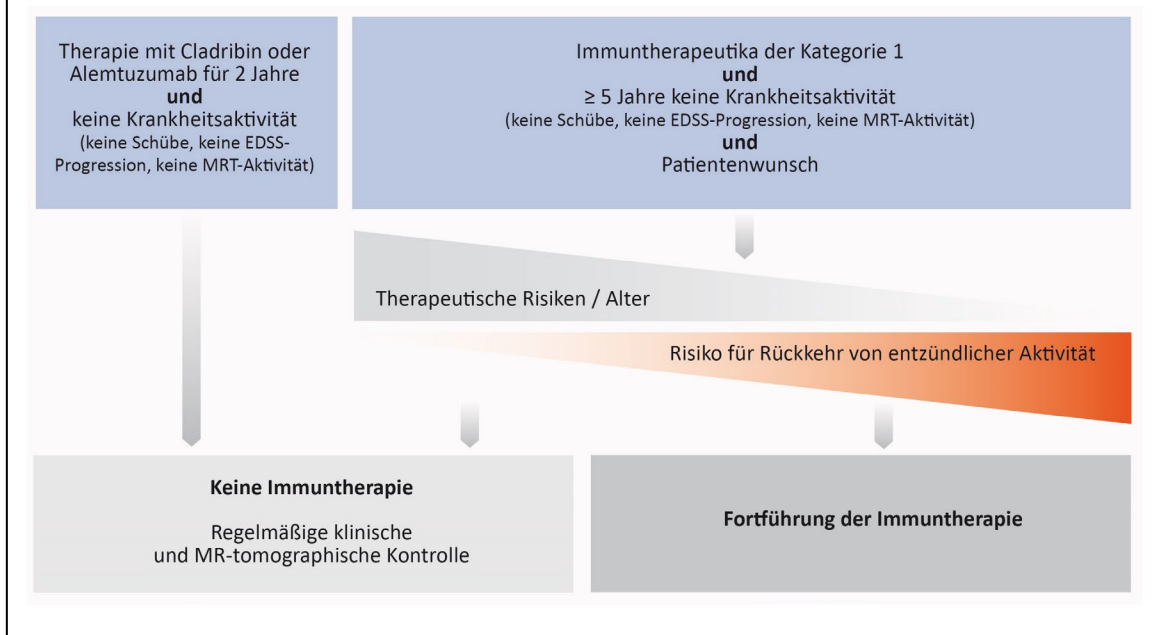 Therapie mit Cladribin oder
Alemtuzumab für 2 Jahre
und
keine Krankheitsaktivität
(keine Schübe, keine EDSS-
Progression, keine MRT-Aktivität)
Immuntherapeutika der Kategorie 1
und
≥ 5 Jahre keine Krankheitsaktivität
(keine Schübe, keine EDSS-Progression, keine MRT-Aktivität)
und
Patientenwunsch
Therapeutische Risiken / Alter
Risiko für Rückkehr von entzündlicher Aktivität
Keine Immuntherapie
Regelmäßige klinische
und MR-tomographische Kontrolle
Fortführung der Immuntherapie